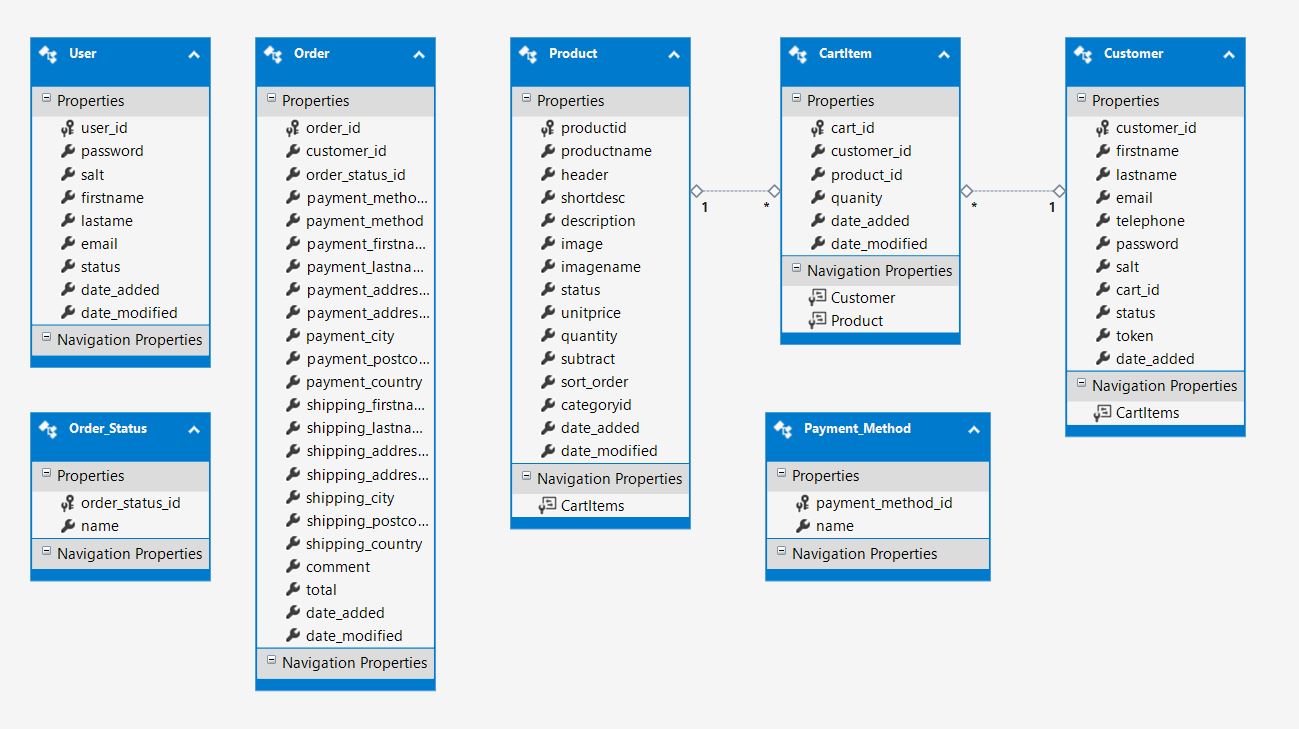 User
Properties
user_id
password
salt
firstname
lastame
email
status
date_added
date_modified
Navigation Properties
Order
Properties
order_id
customer_id
order_status_id
payment_metho...
payment_method
payment_firstna...
payment_lastna...
payment_addres...
payment_addres...
payment_city
payment_postco...
payment_country
shipping_firstna...
shipping_lastna...
shipping_addres...
shipping_addres...
shipping_city
shipping_postco...
shipping_country
comment
total
date_added
date_modified
Navigation Properties
Product
Properties
productid
productname
header
shortdesc
description
image
imagename
status
unitprice
quantity
subtract
sort_order
categoryid
date_added
date_modified
Navigation Properties
CartItems
1
*
CartItem
Properties
cart_id
customer_id
product_id
quanity
date_added
date_modified
Navigation Properties
Customer
Product
*
1
Customer
Properties
customer_id
firstname
lastname
email
telephone
password
salt
cart_id
status
token
date_added
Navigation Properties
CartItems
Order_Status
Properties
order_status_id
name
Navigation Properties
Payment_Method
Properties
payment_method_id
name
Navigation Properties